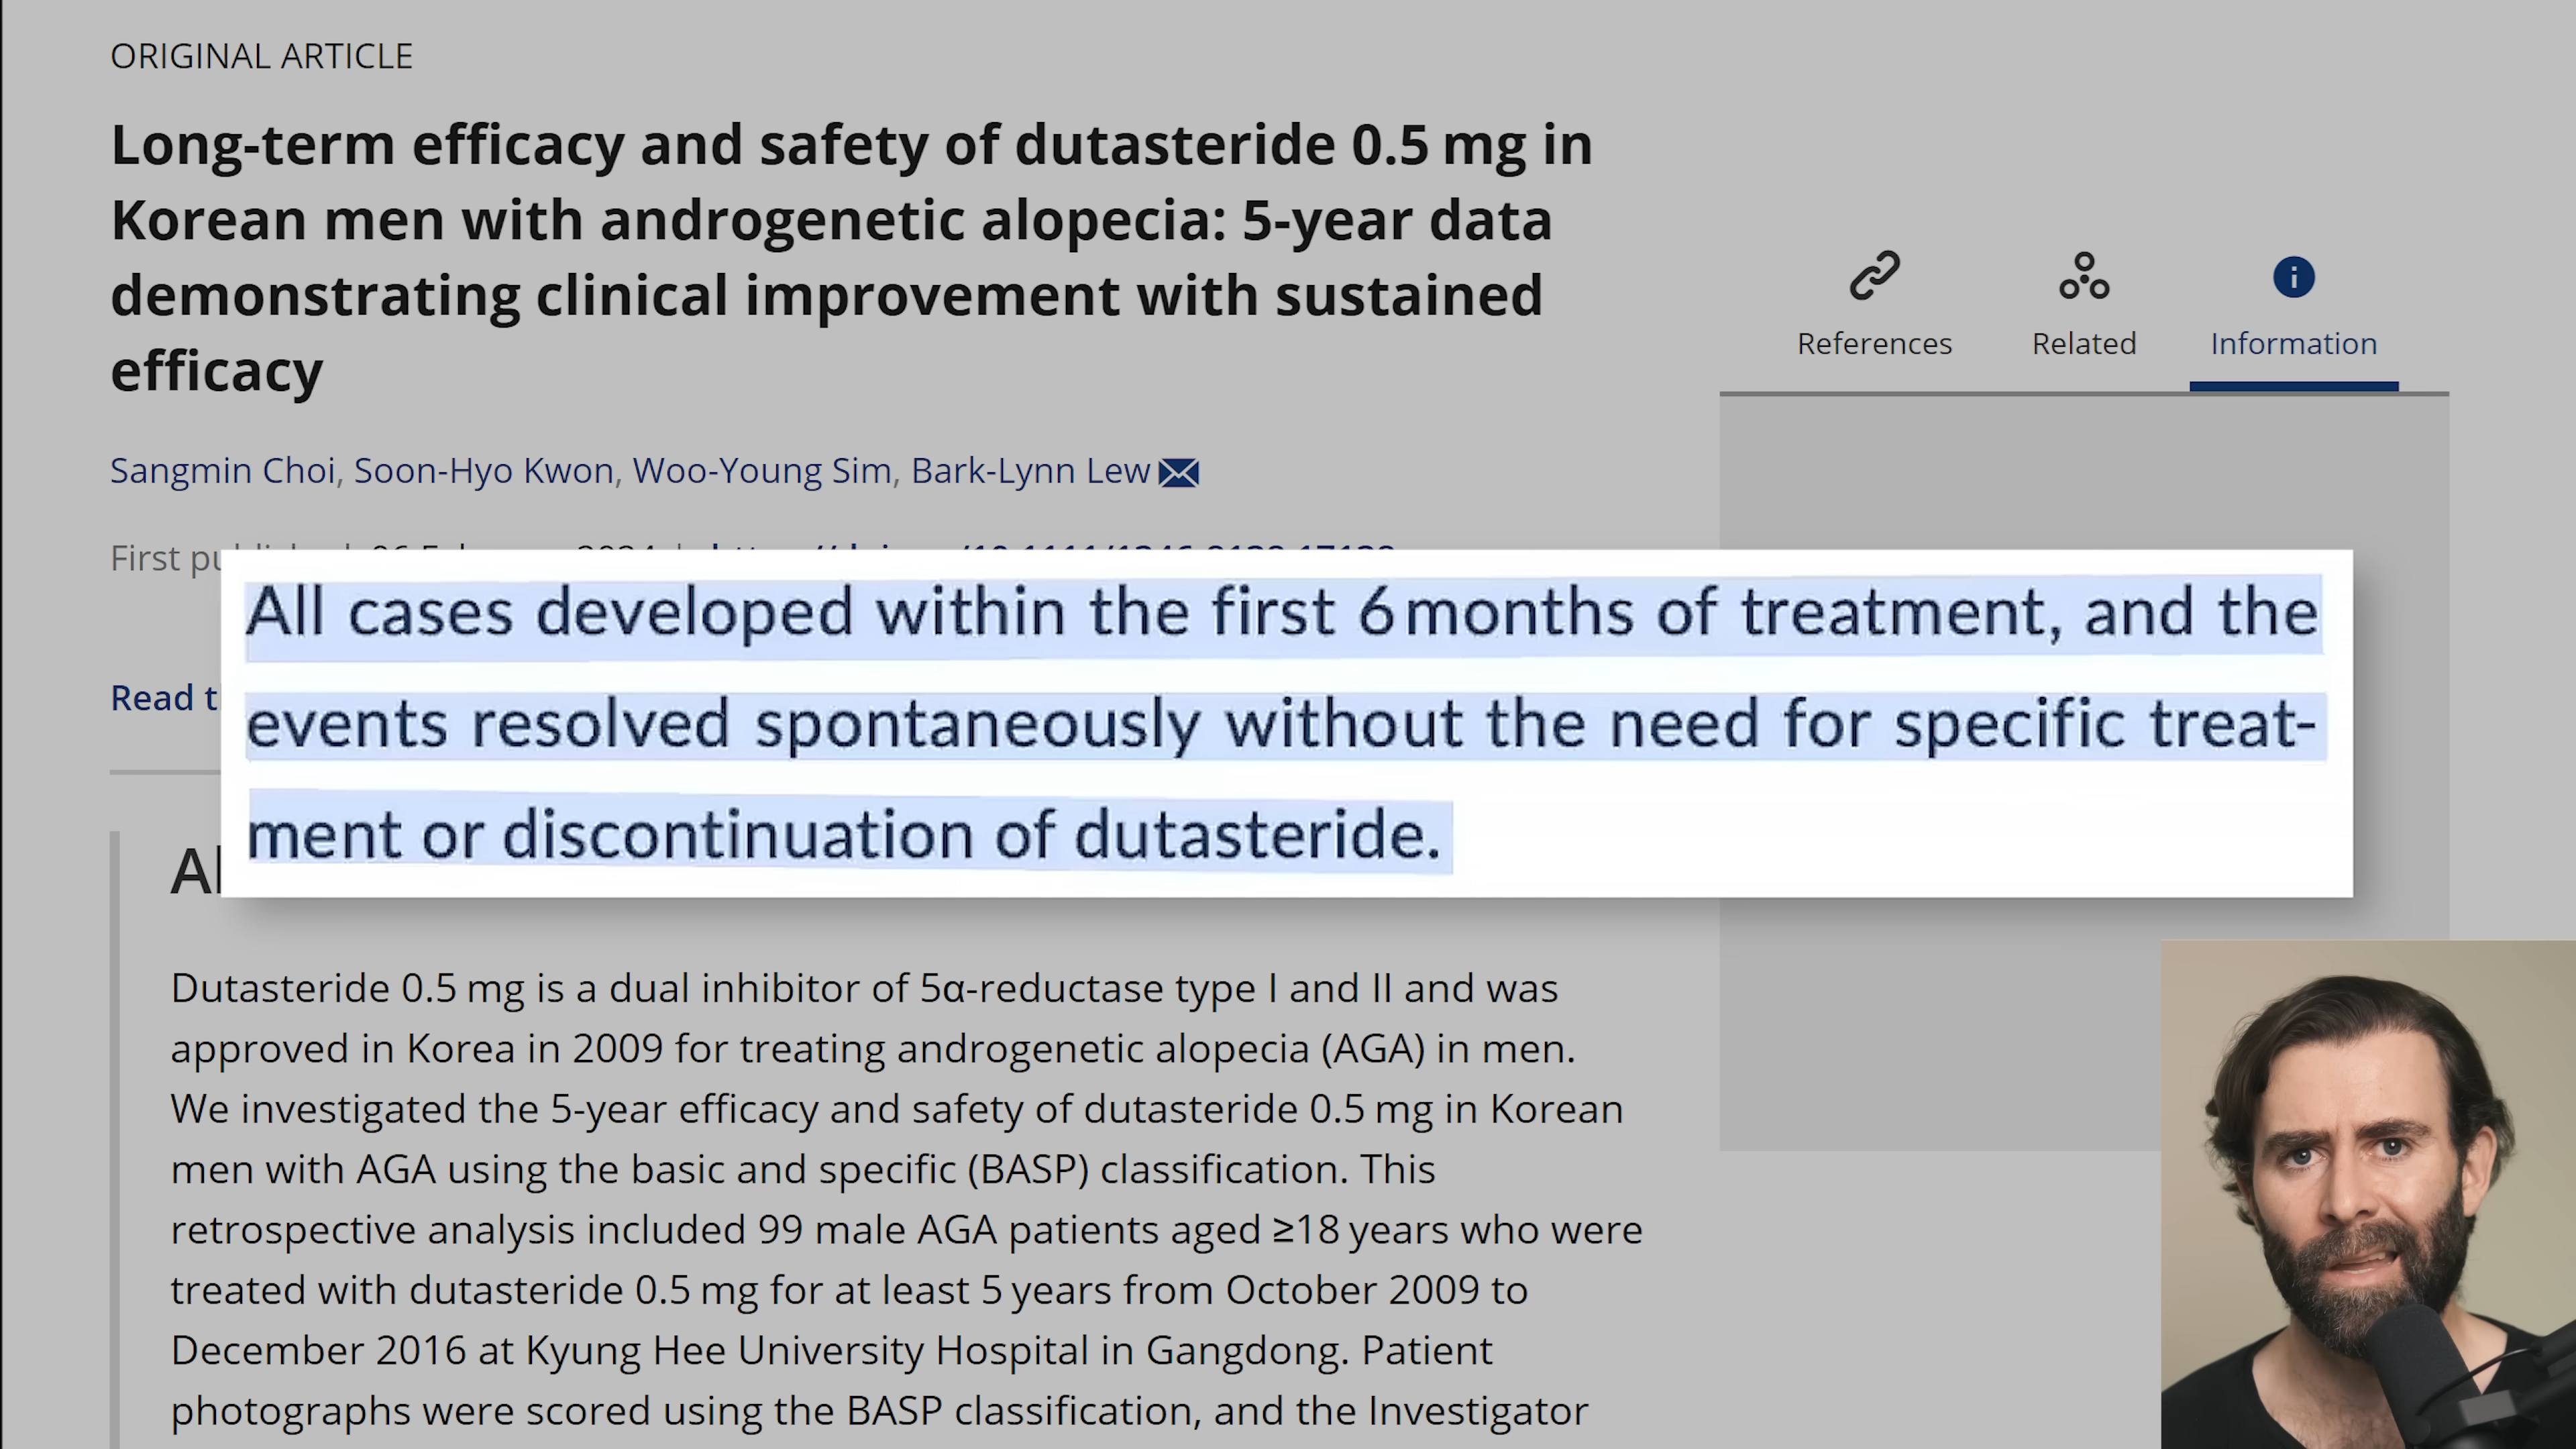 ORIGINAL ARTICLE
Long-term efficacy and safety of dutasteride 0.5 mg in
Korean men with androgenetic alopecia: 5-year data
demonstrating clinical improvement with sustained
efficacy
References
Related
Information
Sangmin Choi, Soon-Hyo Kwon, Woo-Young Sim, Bark-Lynn Lew
First
All cases developed within the first 6 months of treatment, and the
events resolved spontaneously without the need for specific treat-
ment or discontinuation of dutasteride.
Read
Dutasteride 0.5 mg is a dual inhibitor of 5α-reductase type I and II and was
approved in Korea in 2009 for treating androgenetic alopecia (AGA) in men.
We investigated the 5-year efficacy and safety of dutasteride 0.5 mg in Korean
men with AGA using the basic and specific (BASP) classification. This
retrospective analysis included 99 male AGA patients aged ≥18 years who were
treated with dutasteride 0.5 mg for at least 5 years from October 2009 to
December 2016 at Kyung Hee University Hospital in Gangdong. Patient
photographs were scored using the BASP classification, and the Investigator